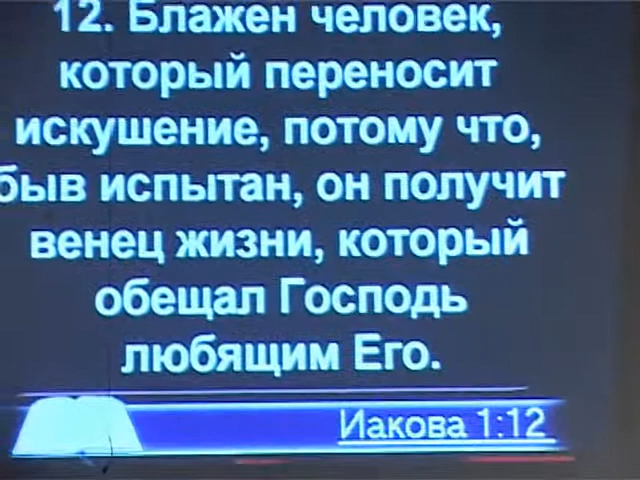 12. Блажен человек,
который переносит
искушение, потому что,
быв испытан, он получит
венец жизни, который
обещал Господь
любящим Его.
Иакова 1:12